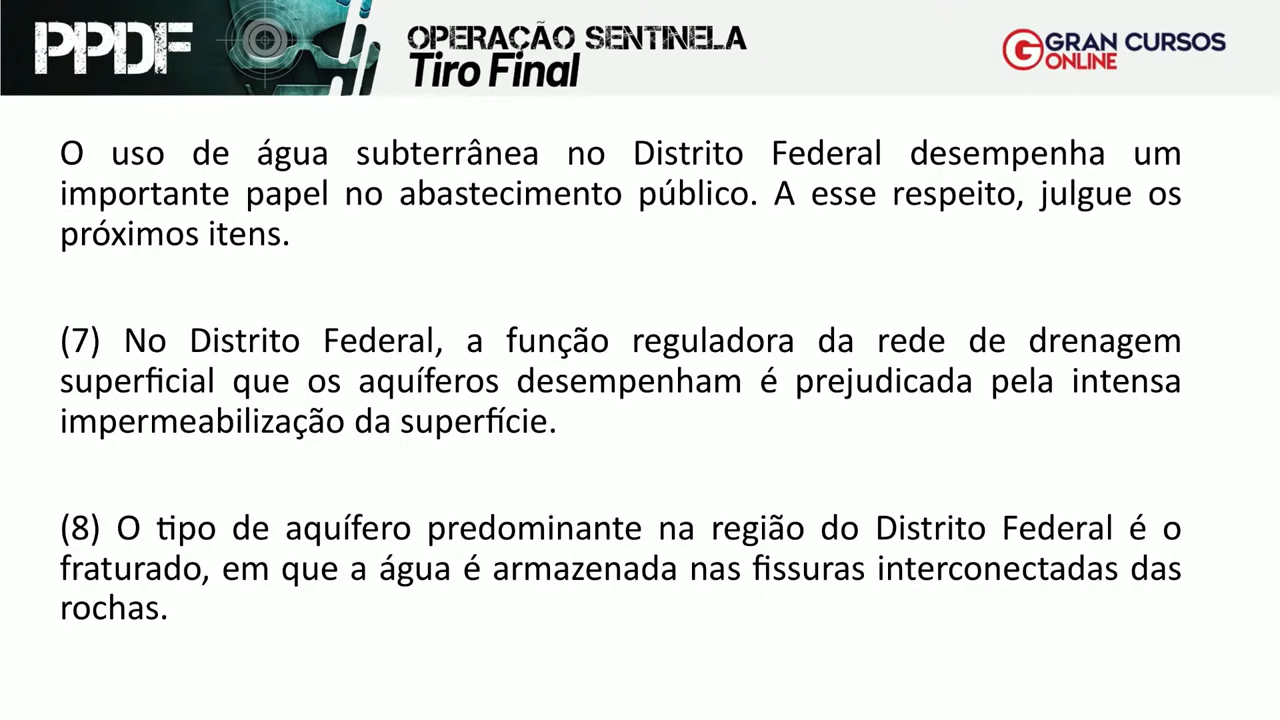 PPDF
OPERAÇÃO SENTINELA
Tiro Final
GRAN CURSOS
ONLINE
O uso de água subterrânea no Distrito Federal desempenha um
importante papel no abastecimento público. A esse respeito, julgue os
próximos itens.
(7) No Distrito Federal, a função reguladora da rede de drenagem
superficial que os aquíferos desempenham é prejudicada pela intensa
impermeabilização da superfície.
(8) O tipo de aquífero predominante na região do Distrito Federal é o
fraturado, em que a água é armazenada nas fissuras interconectadas das
rochas.